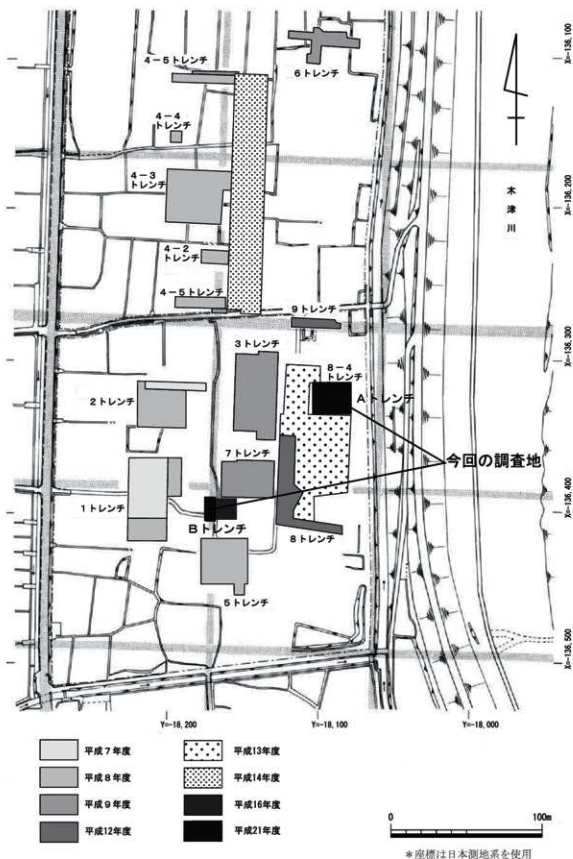 6トレンチ
4－5トレンチ
X=-136,100
4－4
トレンチ
4－3
トレンチ
X=-136,200
木津川
4－2
トレンチ
4－5トレンチ
9トレンチ
X=-136,300
3トレンチ
8－4
トレンチ
Aトレンチ
2トレンチ
今回の調査地
7トレンチ
X=-136,400
1トレンチ
Bトレンチ
8トレンチ
5トレンチ
X=-136,500
Y=-18,200
Y=-18,100
Y=-18,000
平成7年度
平成8年度
平成9年度
平成12年度
平成13年度
平成14年度
平成16年度
平成21年度
0
100m
＊座標は日本測地系を使用